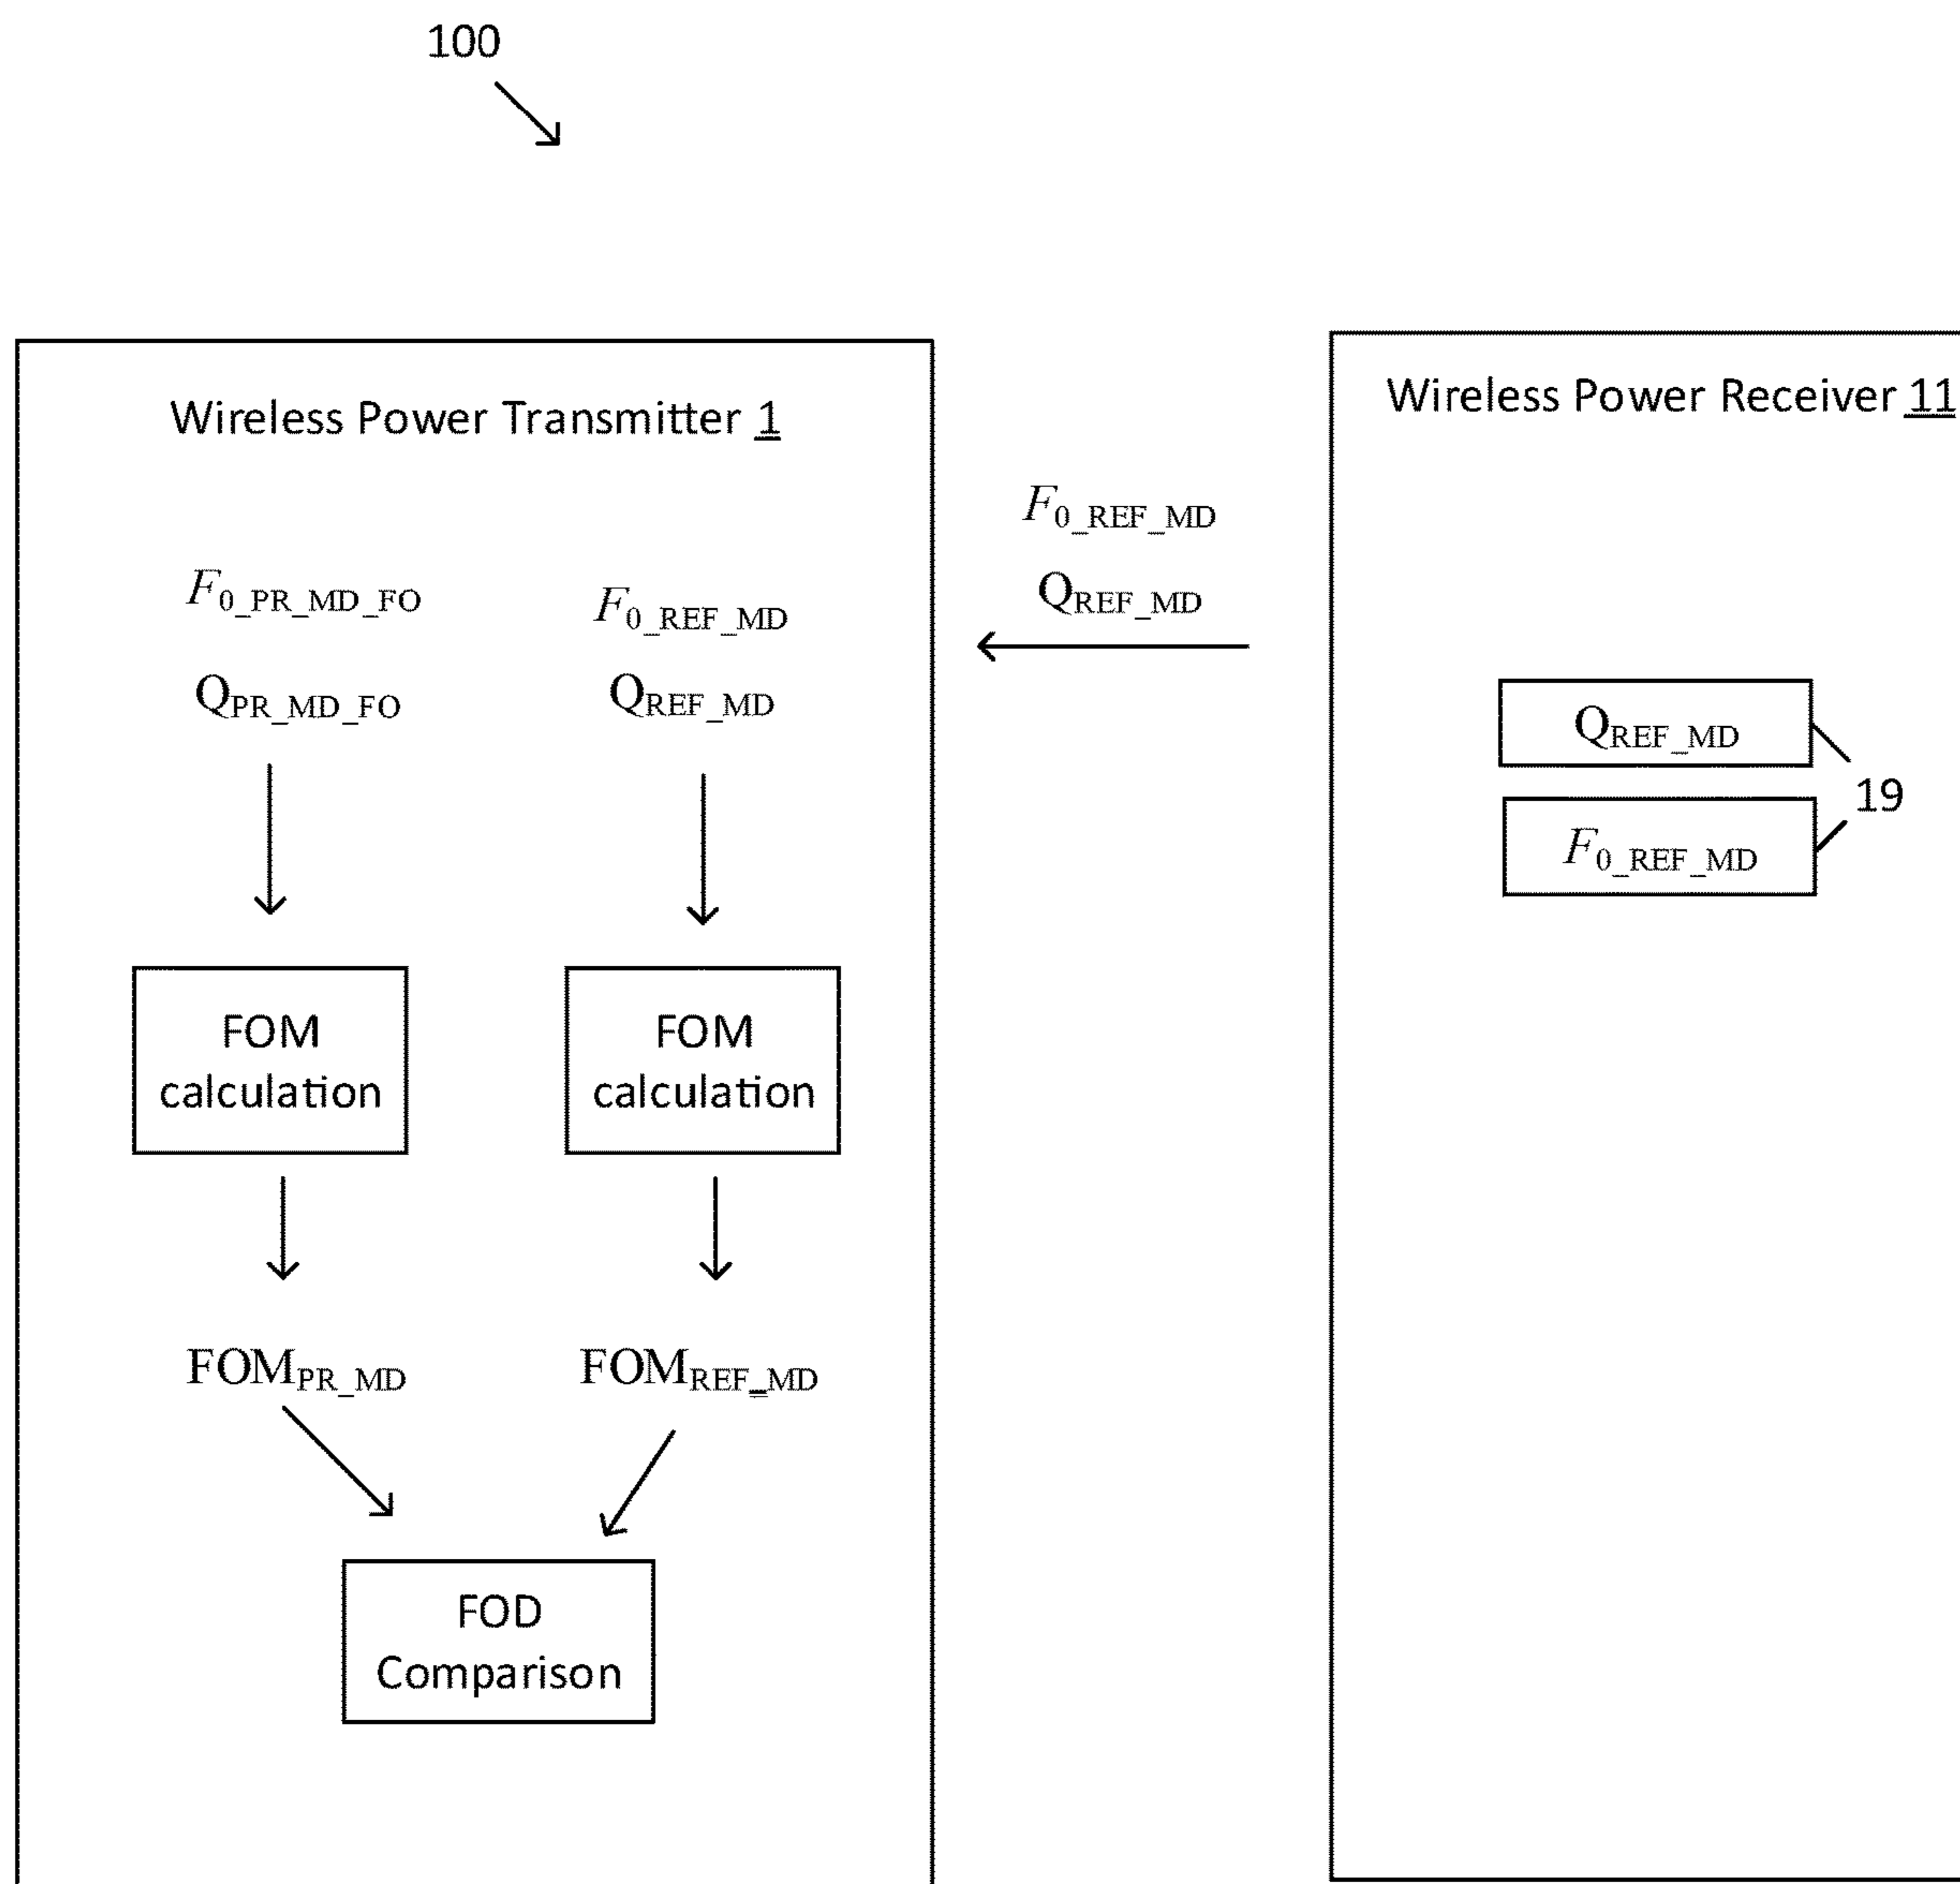 100
Wireless Power Transmitter 1
F0_PR_MD_FO
QPR_MD_FO
F0_REF_MD
QREF_MD
FOM
calculation
FOM
calculation
FOMPR_MD
FOMREF_MD
FOD
Comparison
F0_REF_MD
QREF_MD
Wireless Power Receiver 11
QREF_MD
19
F0_REF_MD